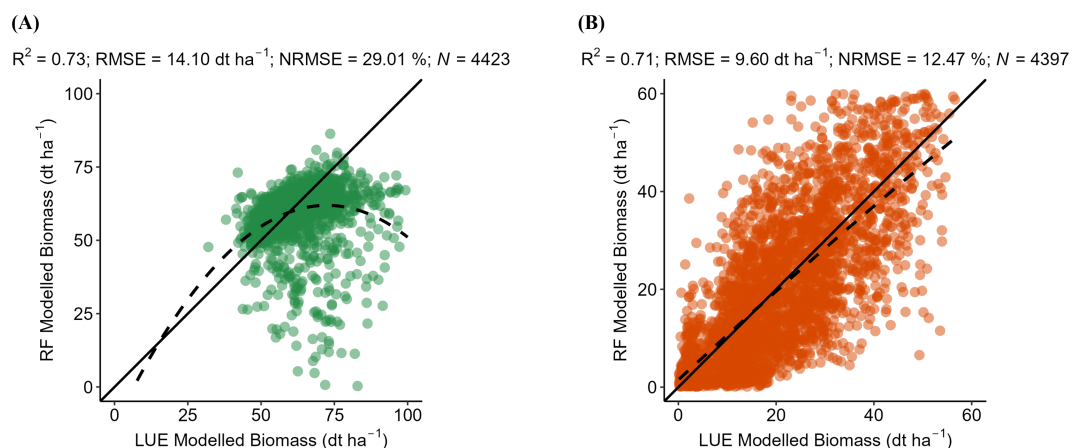 (A)
R² = 0.73; RMSE = 14.10 dt ha⁻¹; NRMSE = 29.01 %; N = 4423
RF Modelled Biomass (dt ha⁻¹)
100
75
50
25
0
0 25 50 75 100
LUE Modelled Biomass (dt ha⁻¹)
(B)
R² = 0.71; RMSE = 9.60 dt ha⁻¹; NRMSE = 12.47 %; N = 4397
RF Modelled Biomass (dt ha⁻¹)
60
40
20
0
0 20 40 60
LUE Modelled Biomass (dt ha⁻¹)